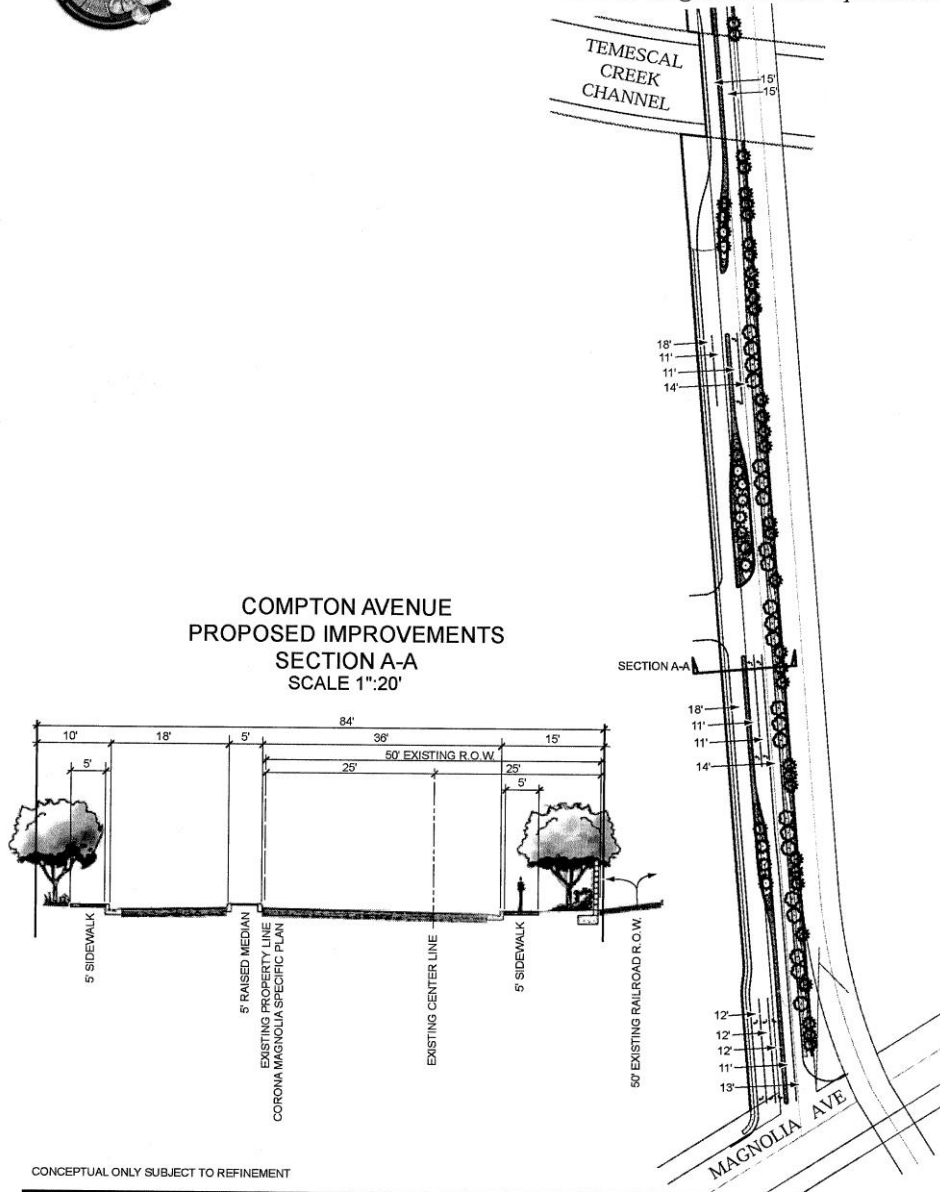 TEMESCAL
CREEK
CHANNEL
15'
15'
18'
11'
11'
14'
COMPTON AVENUE
PROPOSED IMPROVEMENTS
SECTION A-A
SCALE 1":20'
SECTION A-A
18'
11'
11'
14'
84'
10'
18'
5'
36'
15'
50' EXISTING R.O.W.
25'
25'
5'
5'
5' SIDEWALK
5' RAISED MEDIAN
EXISTING PROPERTY LINE
CORONA MAGNOLIA SPECIFIC PLAN
EXISTING CENTER LINE
5' SIDEWALK
50' EXISTING RAILROAD R.O.W.
12'
12'
12'
11'
13'
MAGNOLIA AVE
CONCEPTUAL ONLY SUBJECT TO REFINEMENT